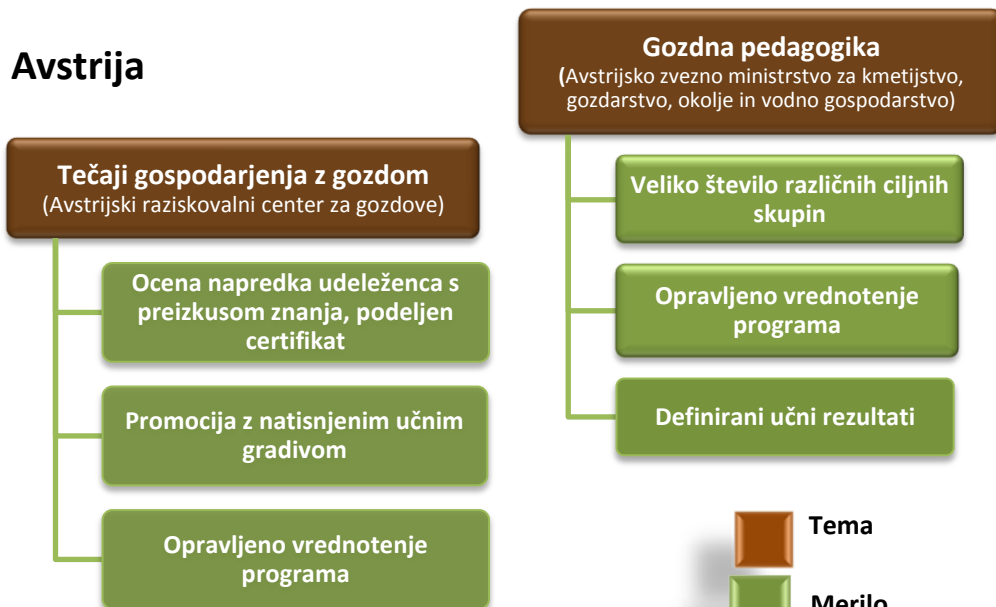 Avstrija
Tečaji gospodarjenja z gozdom
(Avstrijski raziskovalni center za gozdove)
Ocena napredka udeleženca s
preizkusom znanja, podeljen
certifikat
Promocija z natisnjenim učnim
gradivom
Opravljeno vrednotenje
programa
Gozdna pedagogika
(Avstrijsko zvezno ministrstvo za kmetijstvo,
gozdarstvo, okolje in vodno gospodarstvo)
Veliko število različnih ciljnih
skupin
Opravljeno vrednotenje
programa
Definirani učni rezultati
Tema
Merilo